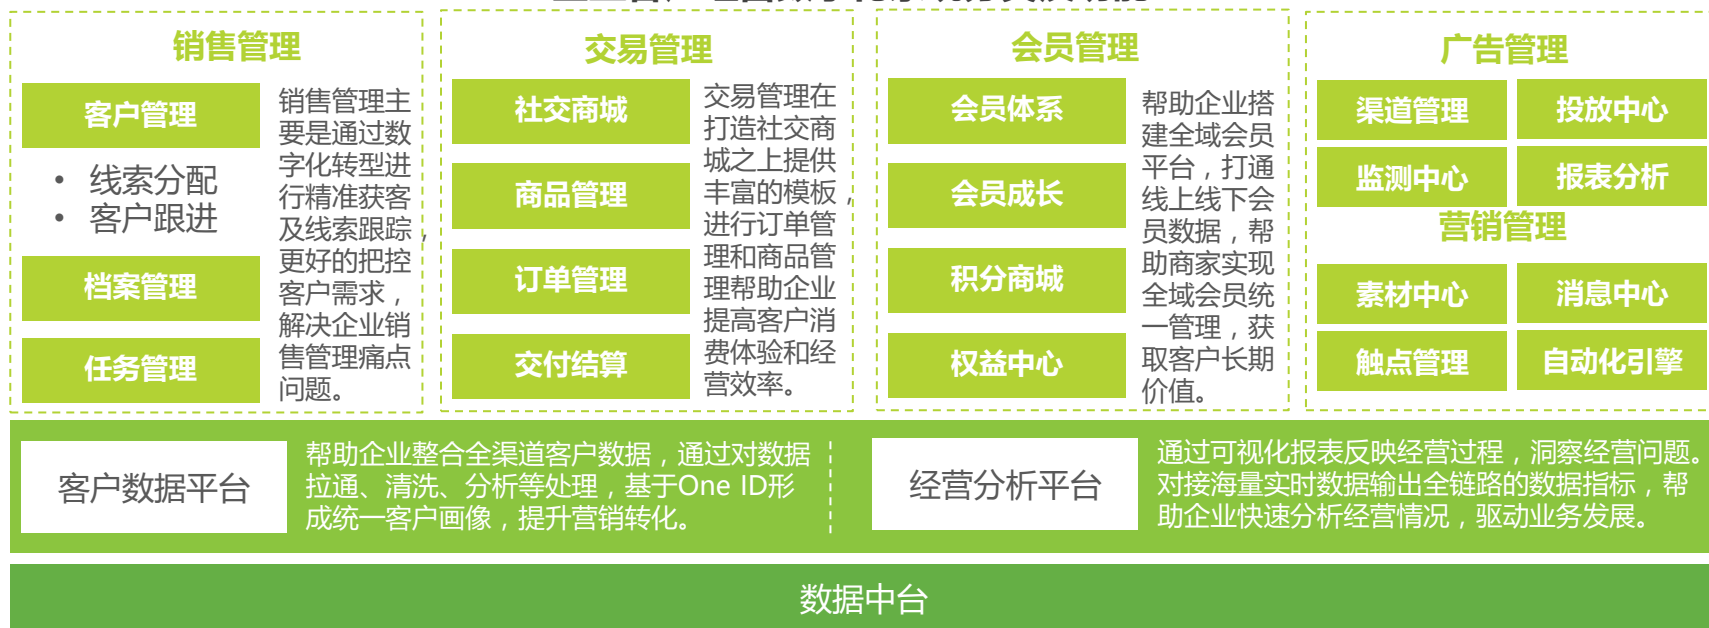 销售管理
客户管理
• 线索分配
• 客户跟进
档案管理
任务管理
销售管理主
要是通过数
字化转型进
行精准获客
及线索跟踪，
更好的把控
客户需求，
解决企业销
售管理痛点
问题。
交易管理
社交商城
商品管理
订单管理
交付结算
交易管理在
打造社交商
城之上提供
丰富的模板，
进行订单管
理和商品管
理帮助企业
提高客户消
费体验和经
营效率。
会员管理
会员体系
会员成长
积分商城
权益中心
帮助企业搭
建全域会员
平台，打通
线上线下会
员数据，帮
助商家实现
全域会员统
一管理，获
取客户长期
价值。
广告管理
渠道管理 投放中心
监测中心 报表分析
营销管理
素材中心 消息中心
触点管理 自动化引擎
客户数据平台
帮助企业整合全渠道客户数据，通过对数据
拉通、清洗、分析等处理，基于One ID形
成统一客户画像，提升营销转化。
经营分析平台
通过可视化报表反映经营过程，洞察经营问题。
对接海量实时数据输出全链路的数据指标，帮
助企业快速分析经营情况，驱动业务发展。
数据中台